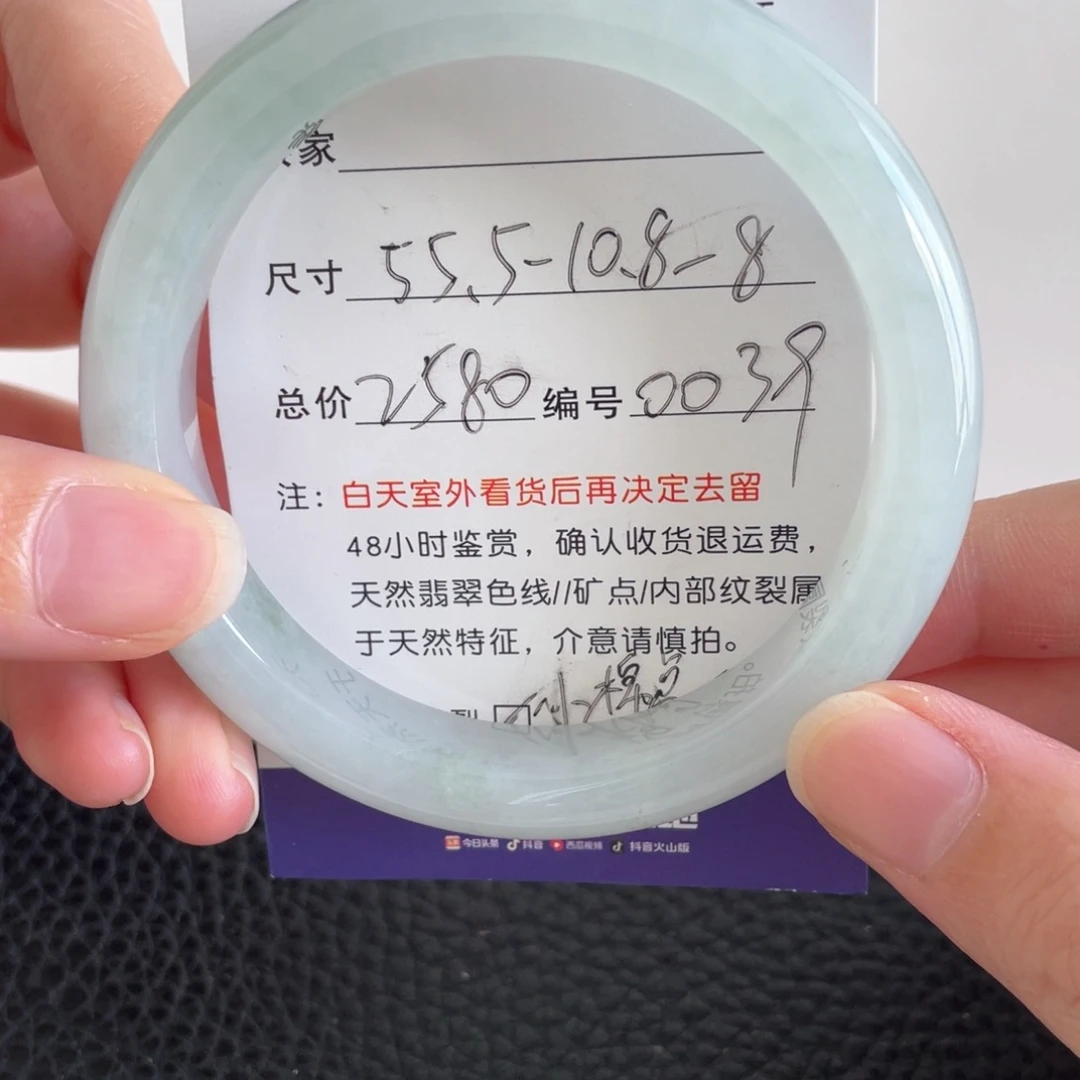 家
尺寸 55.5-10.8-8
总价 2580 编号 0039
注：白天室外看货后再决定去留
48小时鉴赏，确认收货退运费，
天然翡翠色线//矿点/内部纹裂属
于天然特征，介意请慎拍。
今日头条 抖音 西瓜视频 抖音火山版